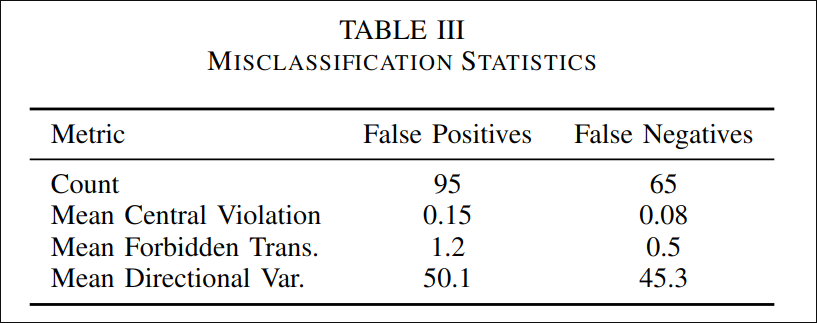 TABLE III
MISCLASSIFICATION STATISTICS
Metric False Positives False Negatives
Count 95 65
Mean Central Violation 0.15 0.08
Mean Forbidden Trans. 1.2 0.5
Mean Directional Var. 50.1 45.3